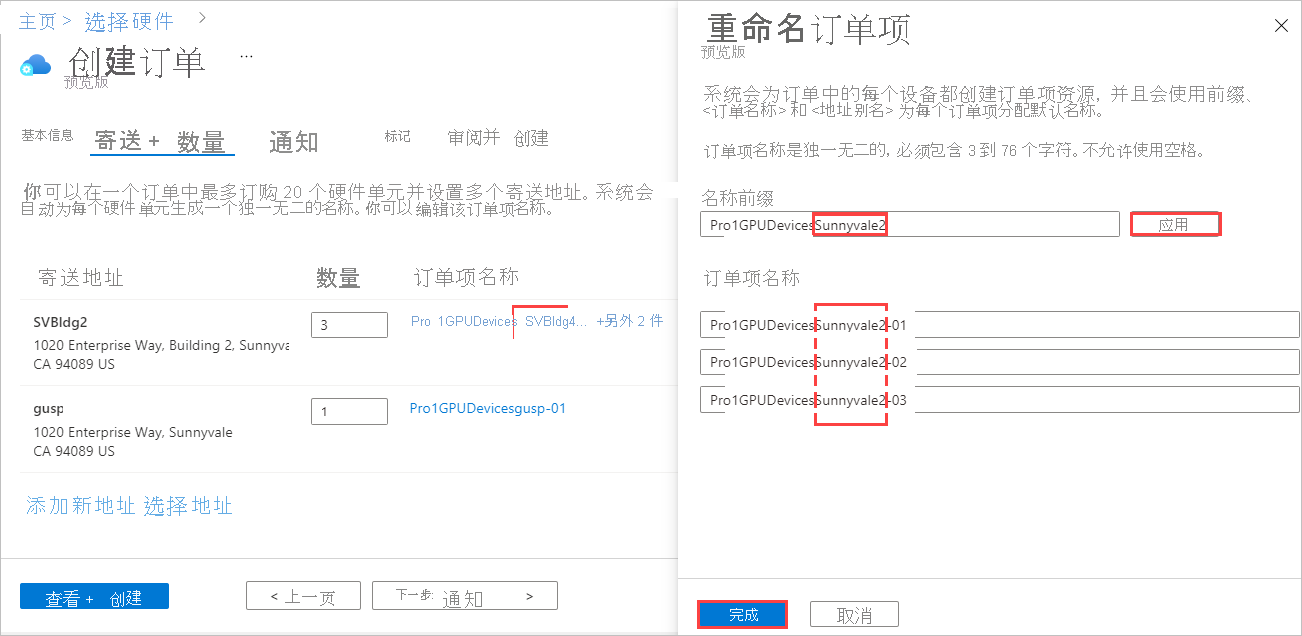 主页 > 选择硬件 >
创建订单 ...
预览版
基本信息 寄送 + 数量 通知 标记 审阅并 创建
你可以在一个订单中最多订购 20 个硬件单元并设置多个寄送地址。系统会
自动为每个硬件单元生成一个独一无二的名称。你可以编辑该订单项名称。
寄送地址 数量 订单项名称
SVBldg2 3 Pro 1GPUDevices SVBldg4... +另外 2 件
1020 Enterprise Way, Building 2, Sunnyva
CA 94089 US
gusp 1 Pro1GPUDevicesgusp-01
1020 Enterprise Way, Sunnyvale
CA 94089 US
添加新地址 选择地址
查看 + 创建 < 上一页 下一步: 通知 >
重命名订单项
预览版
系统会为订单中的每个设备都创建订单项资源, 并且会使用前缀、
<订单名称> 和 <地址别名> 为每个订单项分配默认名称。
订单项名称是独一无二的, 必须包含 3 到 76 个字符。不允许使用空格。
名称前缀
Pro1GPUDevicesSunnyvale2 应用
订单项名称
Pro1GPUDevicesSunnyvale2-01
Pro1GPUDevicesSunnyvale2-02
Pro1GPUDevicesSunnyvale2-03
完成 取消